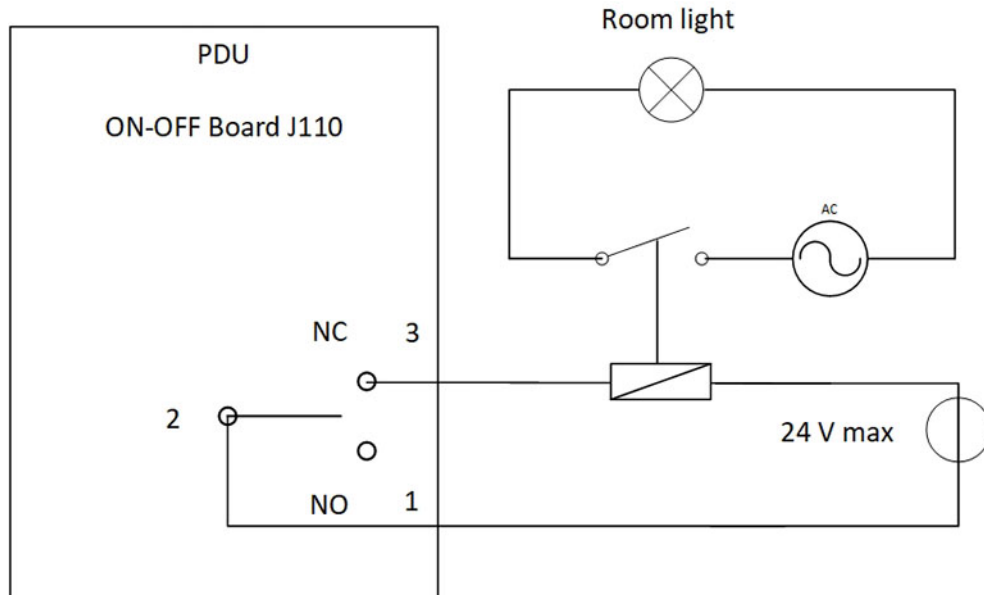 Room light
PDU
ON-OFF Board J110
AC
NC 3
2
24 V max
NO 1